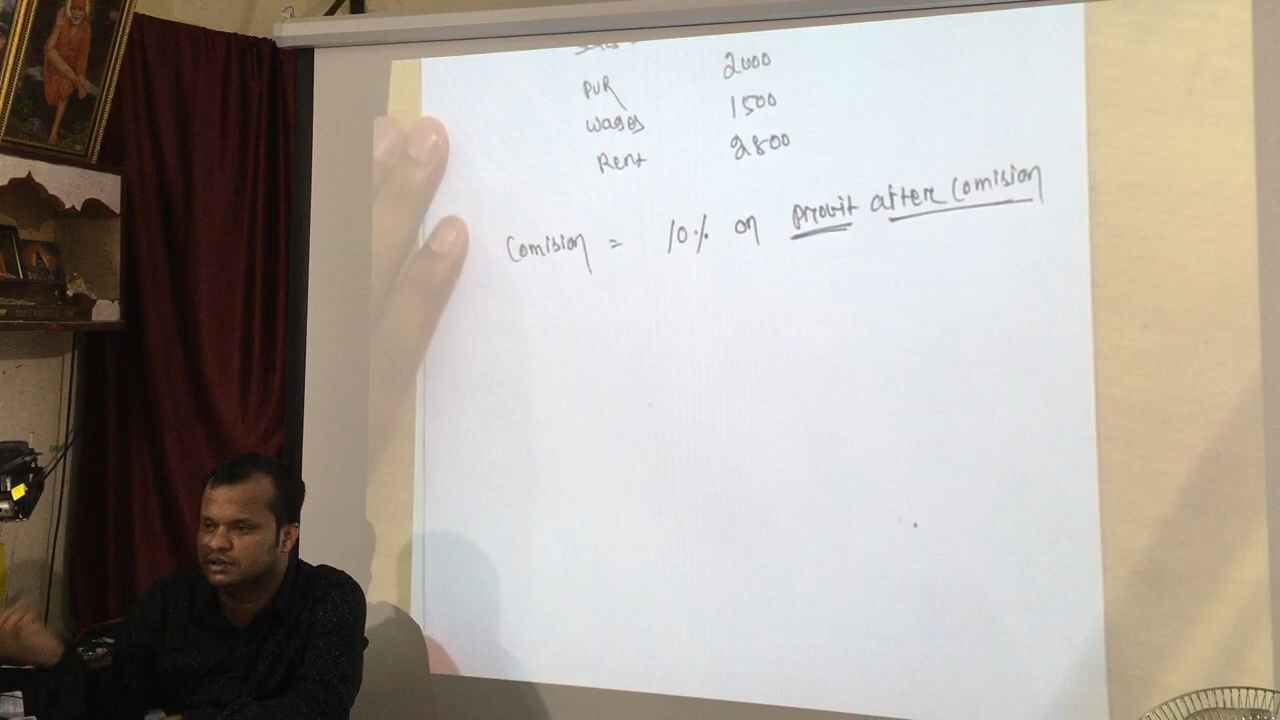 PUR 2000
wages 1500
Rent 2800
Comision = 10% on profit after Comision